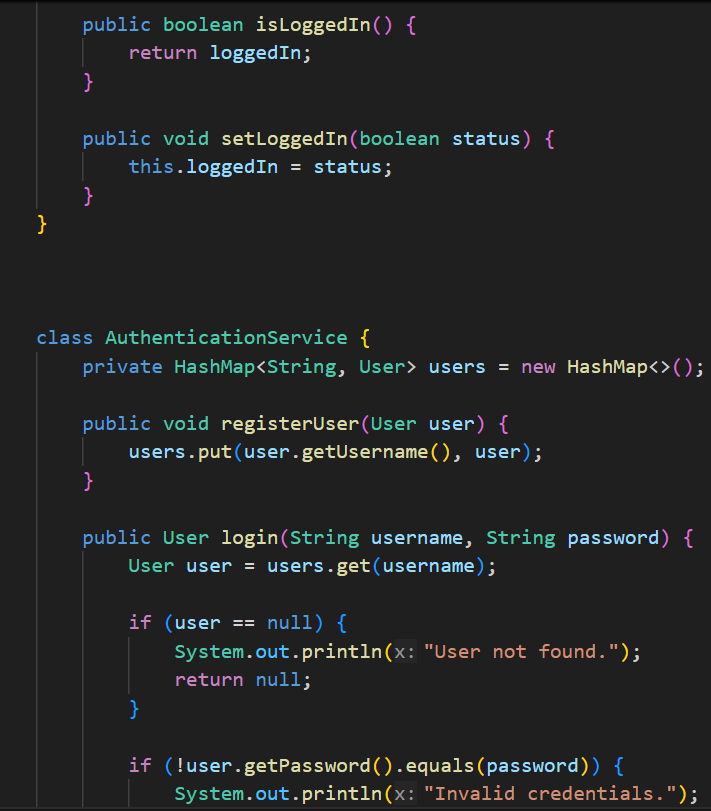 public boolean isLoggedIn() {
return loggedIn;
}
public void setLoggedIn(boolean status) {
this.loggedIn = status;
}
}
class AuthenticationService {
private HashMap<String, User> users = new HashMap<>();
public void registerUser(User user) {
users.put(user.getUsername(), user);
}
public User login(String username, String password) {
User user = users.get(username);
if (user == null) {
System.out.println(x: "User not found.");
return null;
}
if (!user.getPassword().equals(password)) {
System.out.println(x: "Invalid credentials.");